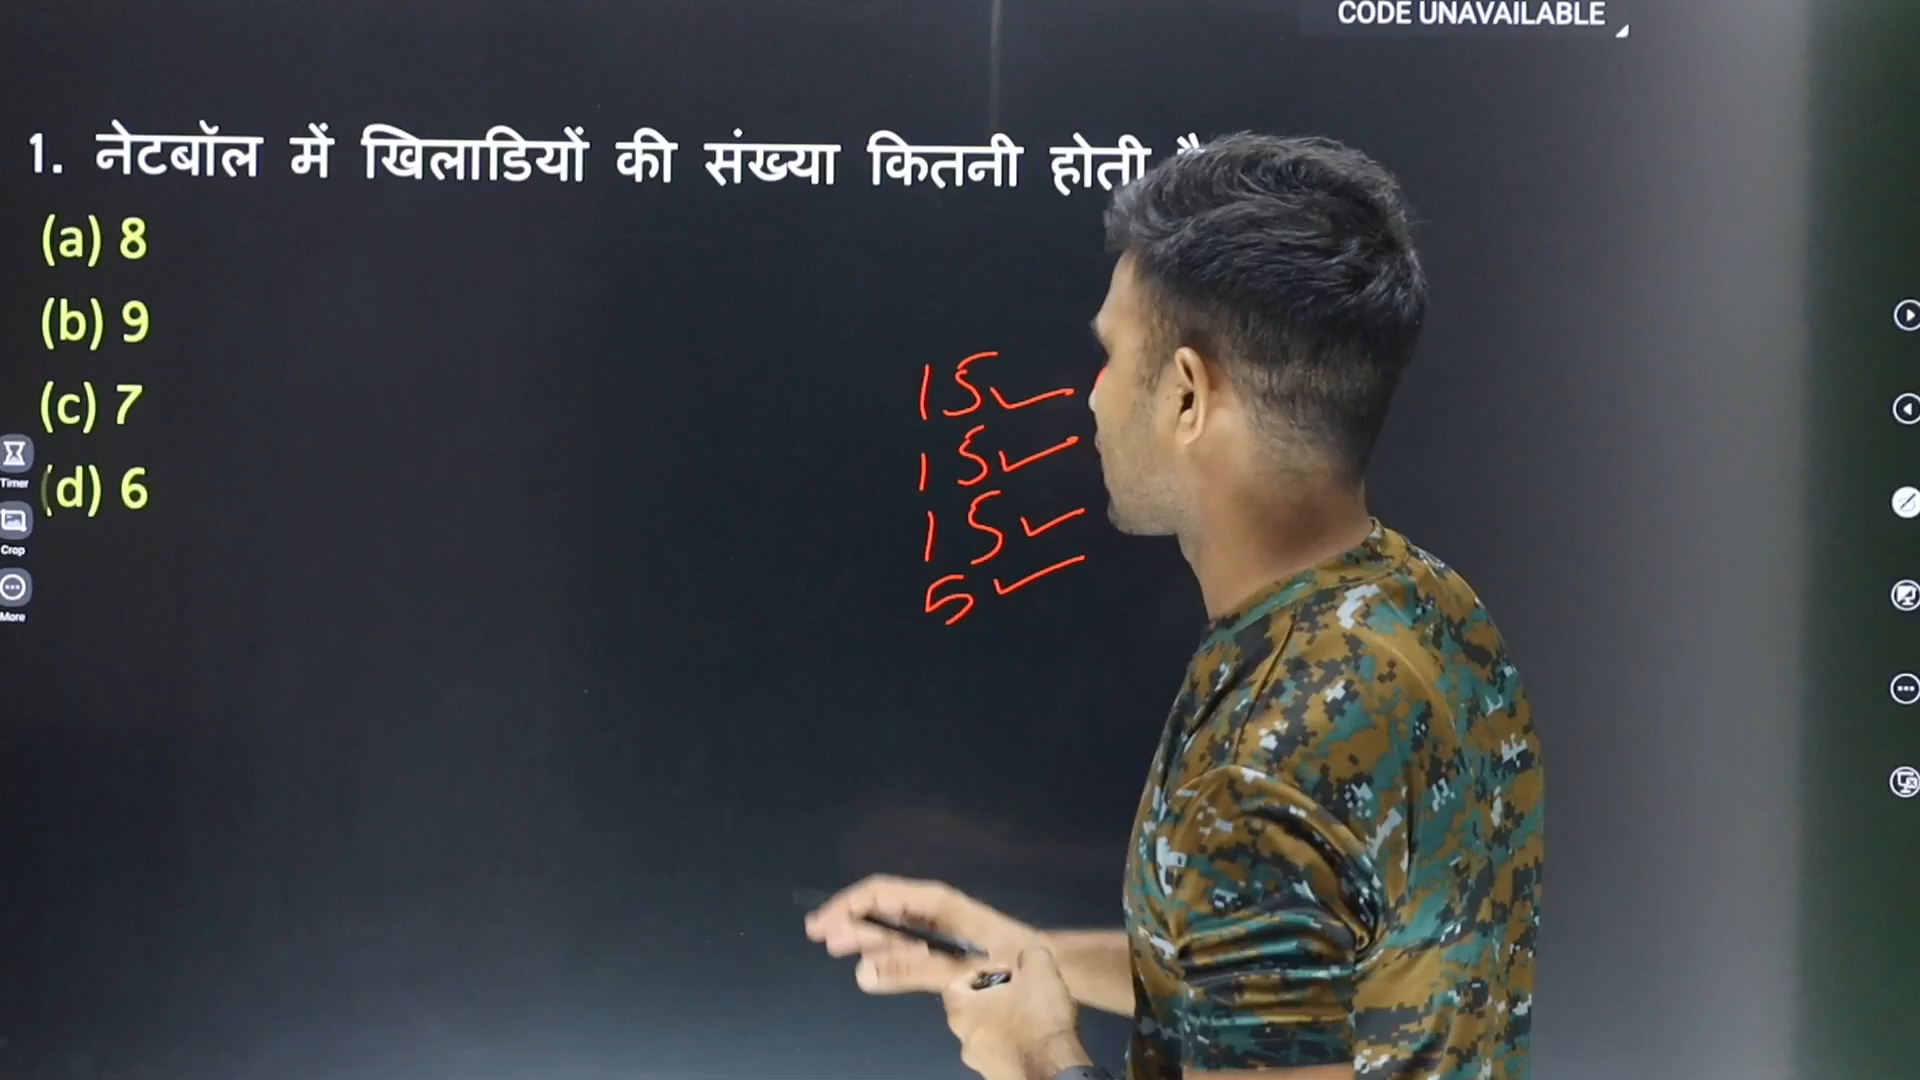 CODE UNAVAILABLE
1. नेटबॉल में खिलाडियों की संख्या कितनी होती
(a) 8
(b) 9
(c) 7
(d) 6
15
15
15
5
Timer
Crop
More